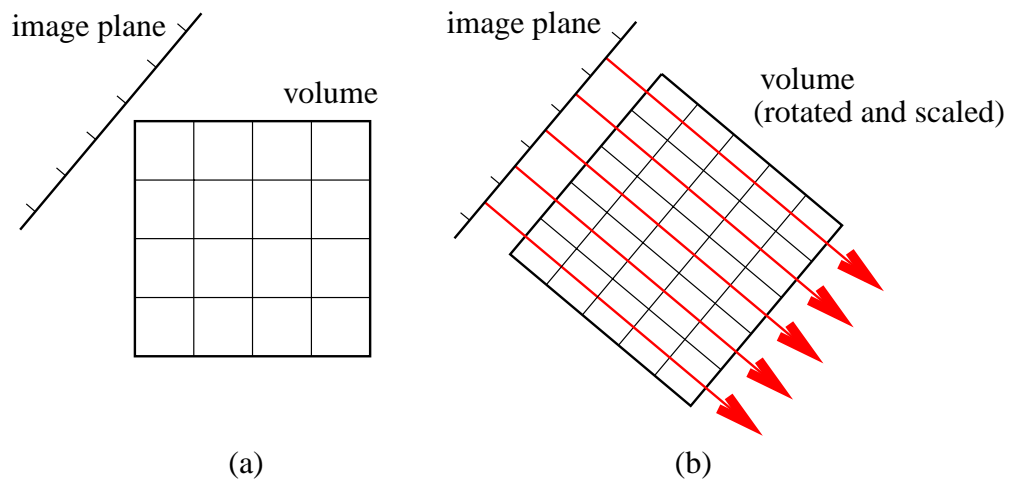 image plane
volume
(a)
image plane
volume
(rotated and scaled)
(b)